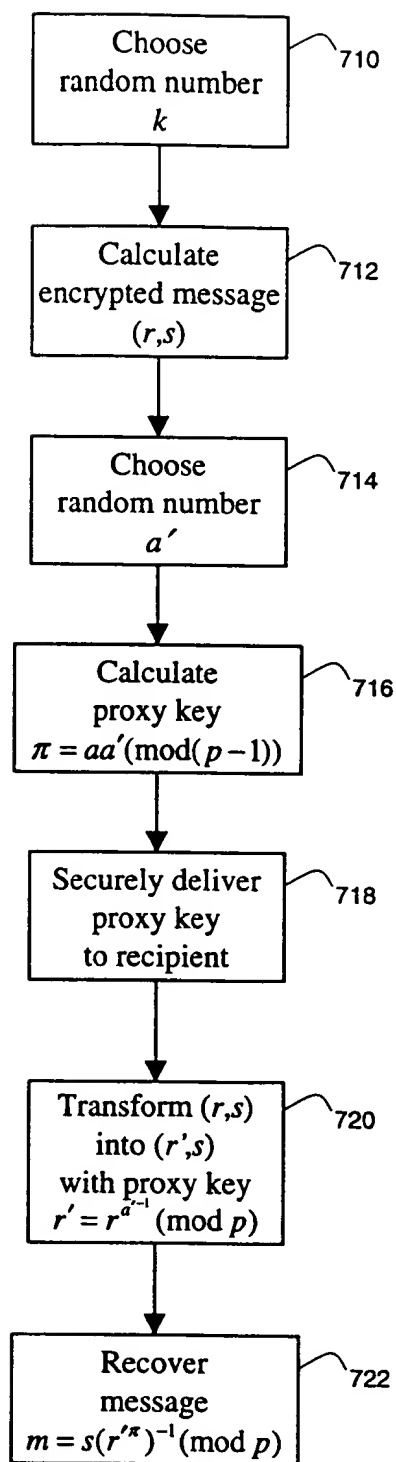 Choose
random number
k
710
Calculate
encrypted message
(r,s)
712
Choose
random number
a′
714
Calculate
proxy key
π = aa′(mod(p − 1))
716
Securely deliver
proxy key
to recipient
718
Transform (r,s)
into (r',s)
with proxy key
r′ = r^{a′^{−1}} (mod p)
720
Recover
message
m = s(r′^π)^{−1} (mod p)
722